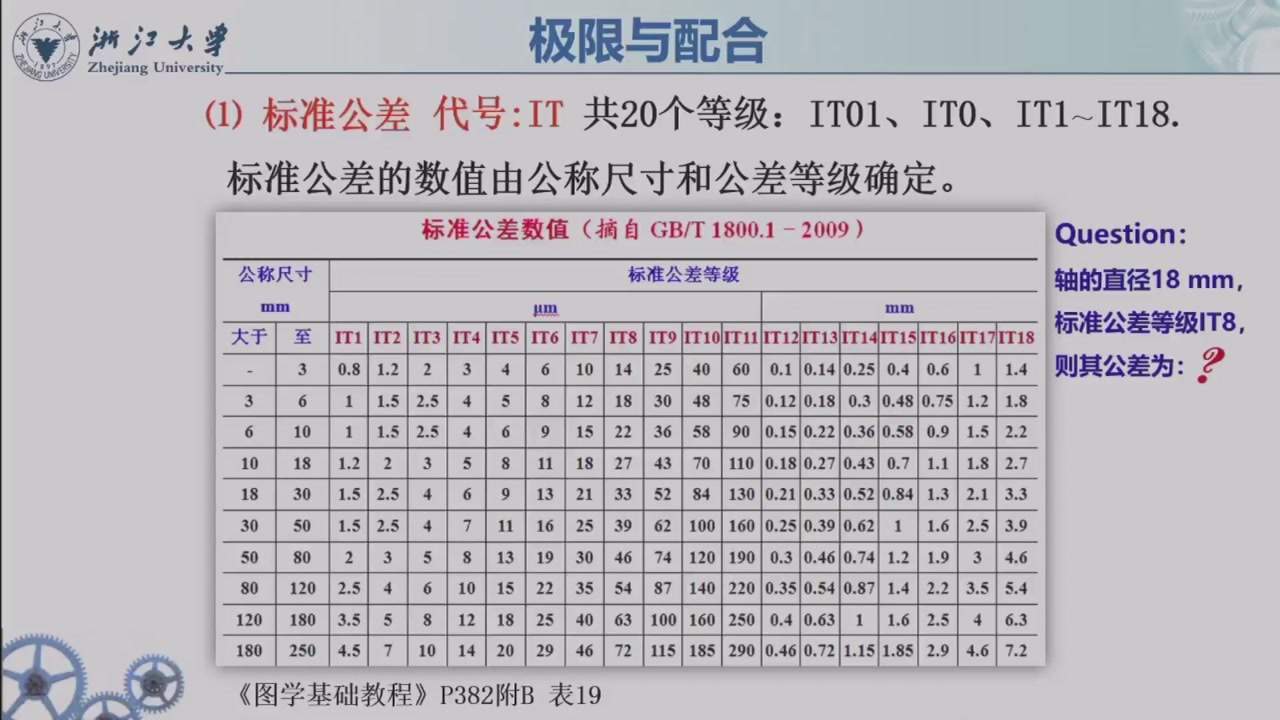 浙江大学
Zhejiang University
极限与配合
(1) 标准公差 代号:IT 共20个等级: IT01、IT0、IT1~IT18.
标准公差的数值由公称尺寸和公差等级确定。
标准公差数值(摘自 GB/T 1800.1-2009)
公称尺寸 标准公差等级
mm μm mm
大于 至 IT1 IT2 IT3 IT4 IT5 IT6 IT7 IT8 IT9 IT10 IT11 IT12 IT13 IT14 IT15 IT16 IT17 IT18
- 3 0.8 1.2 2 3 4 6 10 14 25 40 60 0.1 0.14 0.25 0.4 0.6 1 1.4
3 6 1 1.5 2.5 4 5 8 12 18 30 48 75 0.12 0.18 0.3 0.48 0.75 1.2 1.8
6 10 1 1.5 2.5 4 6 9 15 22 36 58 90 0.15 0.22 0.36 0.58 0.9 1.5 2.2
10 18 1.2 2 3 5 8 11 18 27 43 70 110 0.18 0.27 0.43 0.7 1.1 1.8 2.7
18 30 1.5 2.5 4 6 9 13 21 33 52 84 130 0.21 0.33 0.52 0.84 1.3 2.1 3.3
30 50 1.5 2.5 4 7 11 16 25 39 62 100 160 0.25 0.39 0.62 1 1.6 2.5 3.9
50 80 2 3 5 8 13 19 30 46 74 120 190 0.3 0.46 0.74 1.2 1.9 3 4.6
80 120 2.5 4 6 10 15 22 35 54 87 140 220 0.35 0.54 0.87 1.4 2.2 3.5 5.4
120 180 3.5 5 8 12 18 25 40 63 100 160 250 0.4 0.63 1 1.6 2.5 4 6.3
180 250 4.5 7 10 14 20 29 46 72 115 185 290 0.46 0.72 1.15 1.85 2.9 4.6 7.2
Question:
轴的直径18 mm,
标准公差等级IT8,
则其公差为: ?
《图学基础教程》P382附B 表19